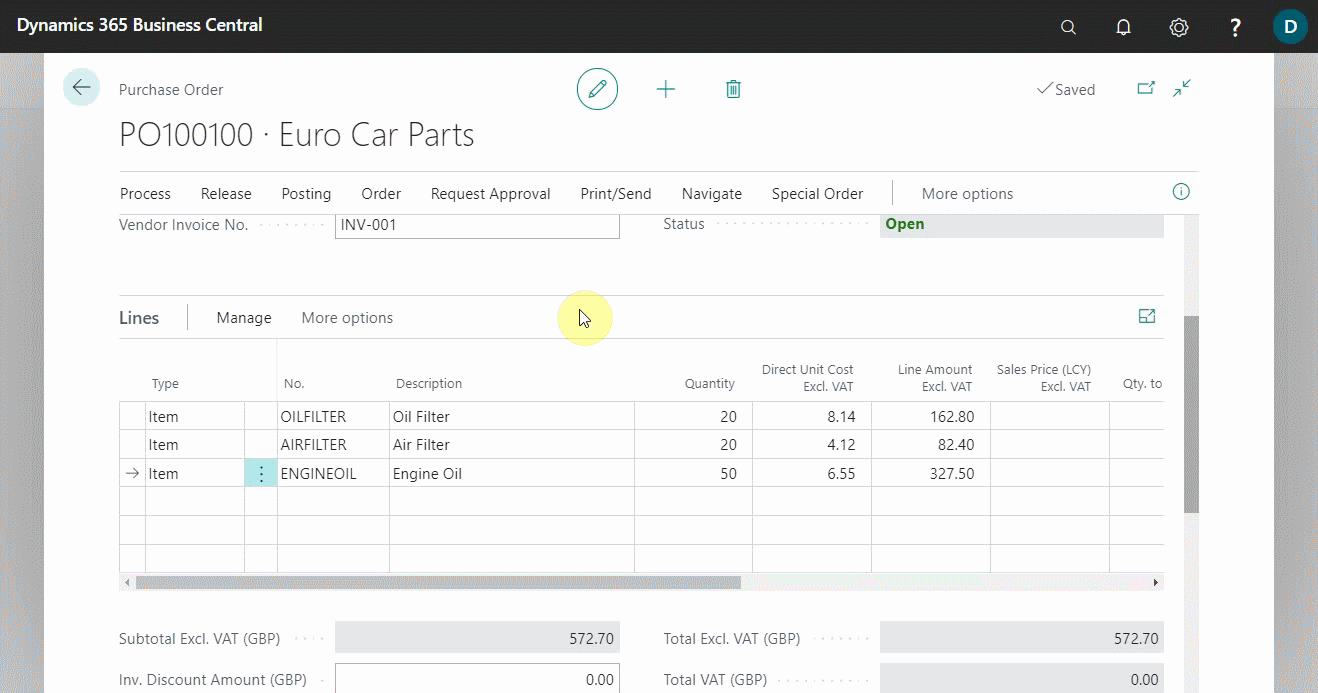 Dynamics 365 Business Central
? D
Purchase Order
Saved
PO100100 · Euro Car Parts
Process Release Posting Order Request Approval Print/Send Navigate Special Order More options
Vendor Invoice No. INV-001 Status Open
Lines Manage More options
Type No. Description Quantity Direct Unit Cost Excl. VAT Line Amount Excl. VAT Sales Price (LCY) Excl. VAT Qty. to
Item OILFILTER Oil Filter 20 8.14 162.80
Item AIRFILTER Air Filter 20 4.12 82.40
Item ENGINEOIL Engine Oil 50 6.55 327.50
Subtotal Excl. VAT (GBP) 572.70 Total Excl. VAT (GBP) 572.70
Inv. Discount Amount (GBP) 0.00 Total VAT (GBP) 0.00